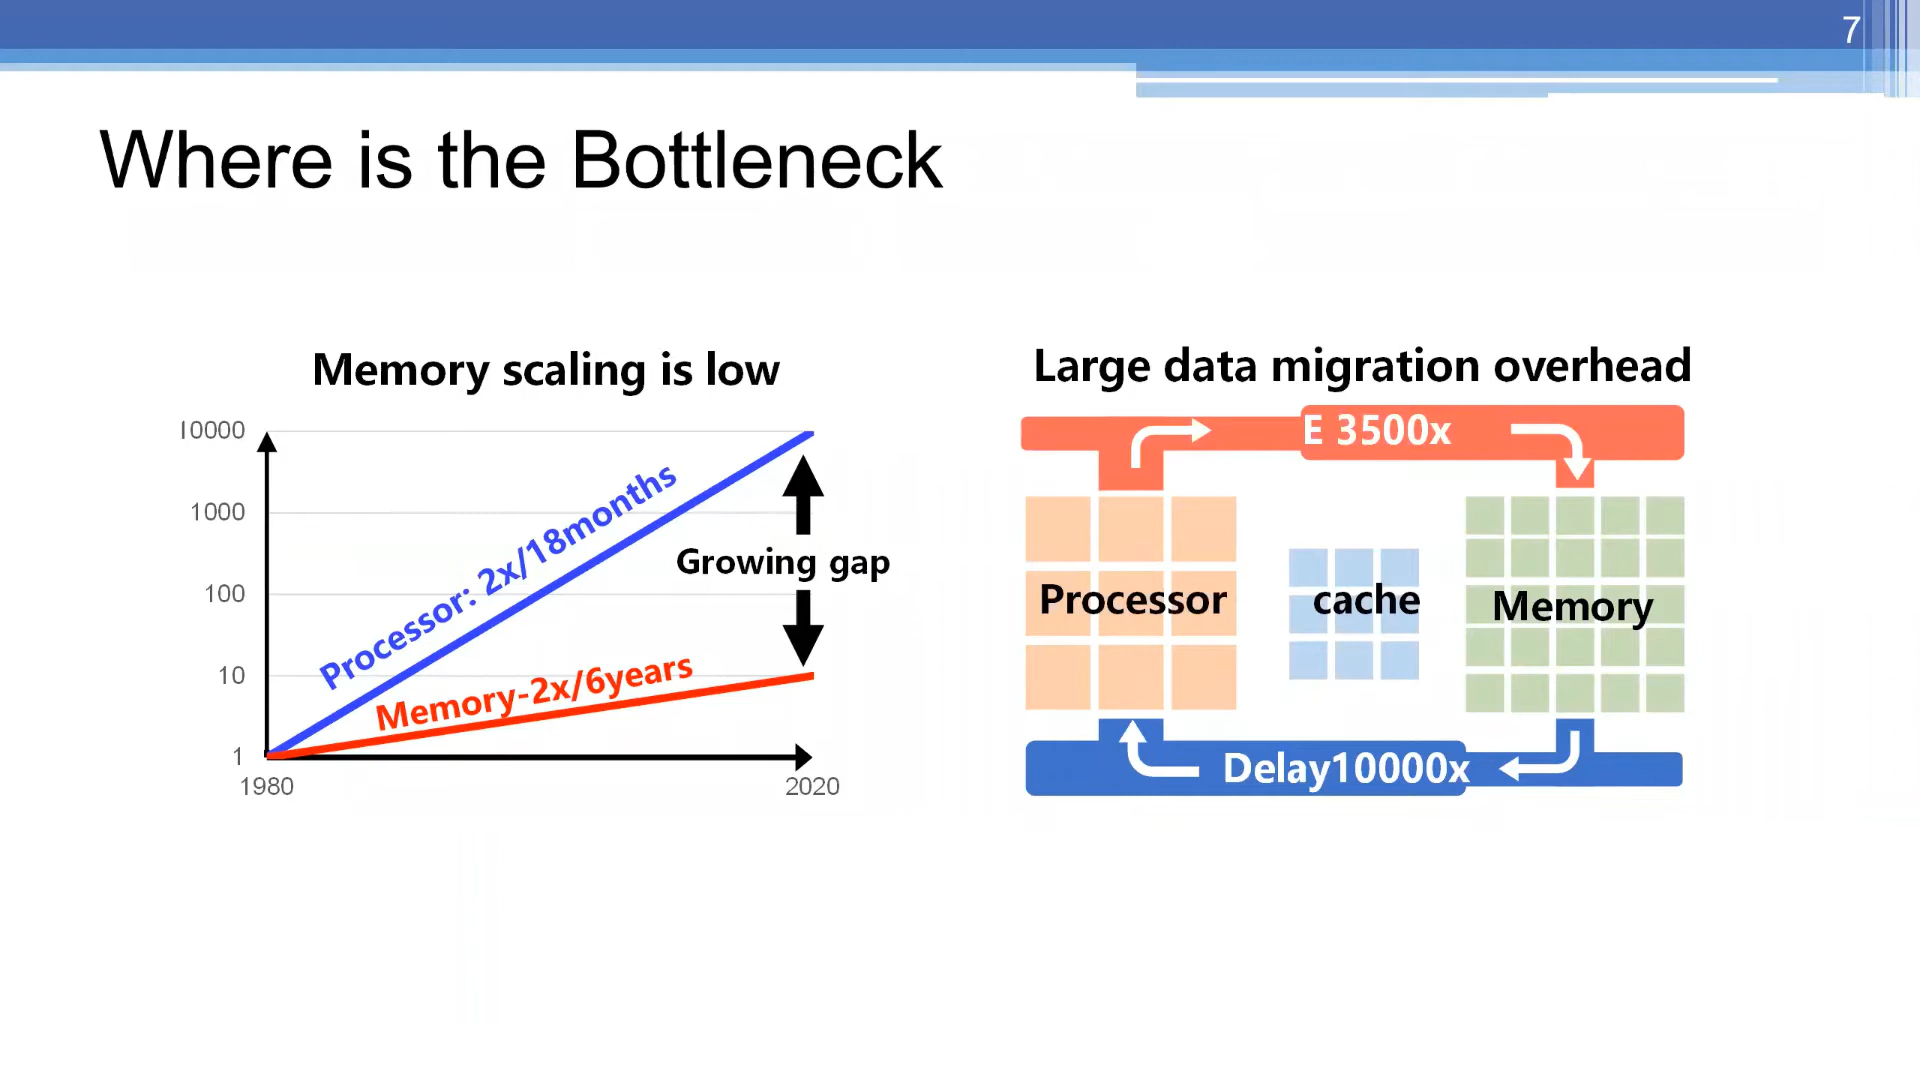 7
Where is the Bottleneck
Memory scaling is low
10000
1000
100
10
1
1980
2020
Processor: 2x/18months
Memory-2x/6years
Growing gap
Large data migration overhead
E 3500x
Processor
cache
Memory
Delay10000x